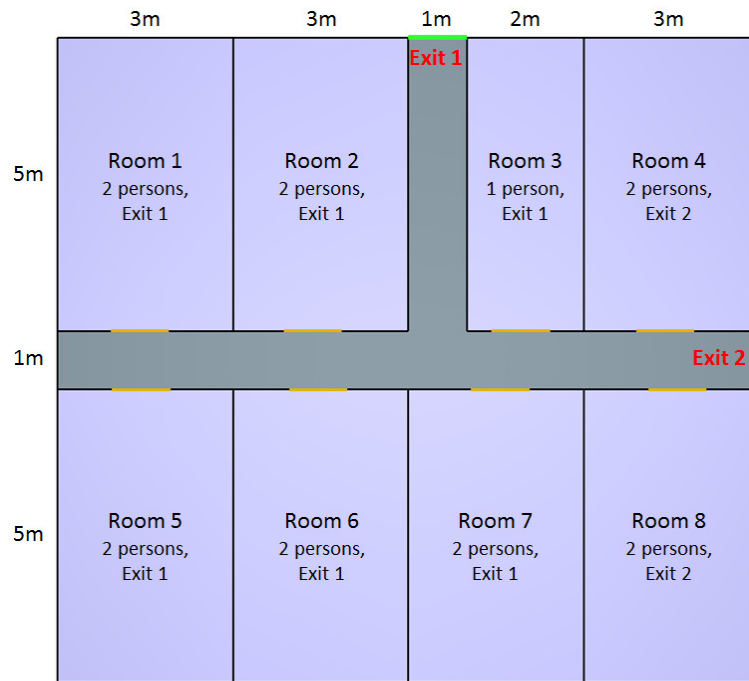 3m 3m 1m 2m 3m
Exit 1
5m
Room 1
2 persons,
Exit 1
Room 2
2 persons,
Exit 1
Room 3
1 person,
Exit 1
Room 4
2 persons,
Exit 2
1m
Exit 2
5m
Room 5
2 persons,
Exit 1
Room 6
2 persons,
Exit 1
Room 7
2 persons,
Exit 1
Room 8
2 persons,
Exit 2